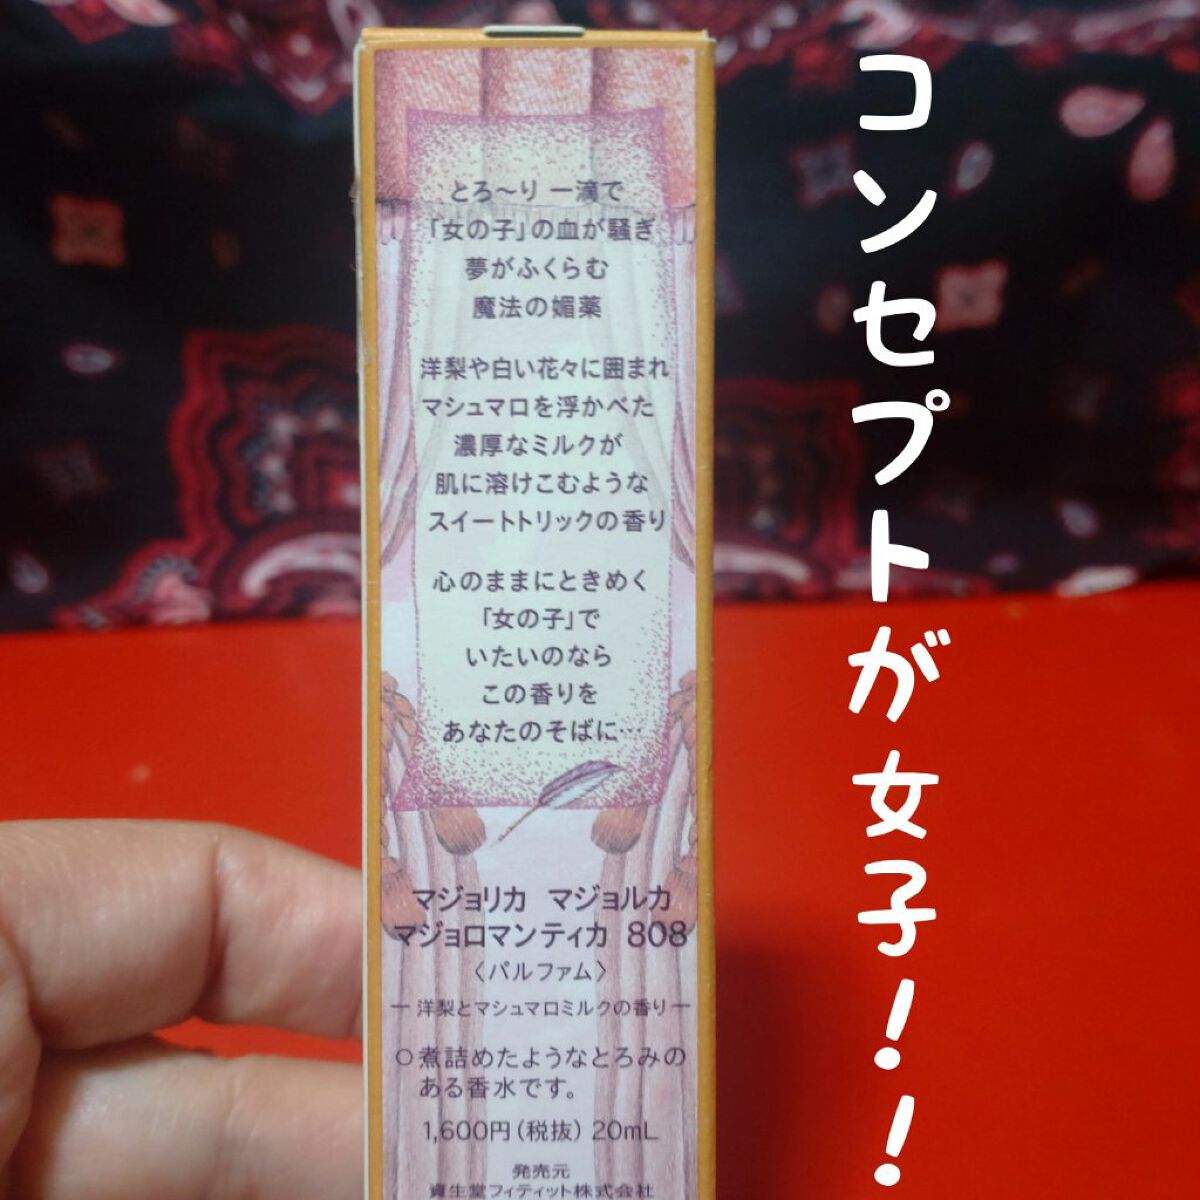 とろ〜り 一滴で
「女の子」の血が騒ぎ
夢がふくらむ
魔法の媚薬
洋梨や白い花々に囲まれ
マシュマロを浮かべた
濃厚なミルクが
肌に溶けこむような
スイートトリックの香り
心のままにときめく
「女の子」で
いたいのなら
この香りを
あなたのそばに…
マジョリカ マジョルカ
マジョロマンティカ 808
〈パルファム〉
ー 洋梨とマシュマロミルクの香り ー
○ 煮詰めたようなとろみの
ある香水です。
1,600円(税抜) 20mL
発売元
資生堂フィティット株式会社
コンセプトが女子！！